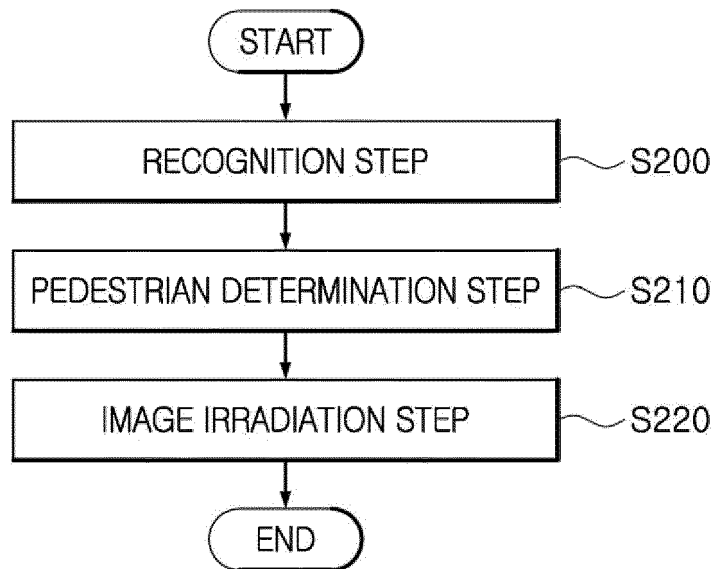 START
RECOGNITION STEP
S200
PEDESTRIAN DETERMINATION STEP
S210
IMAGE IRRADIATION STEP
S220
END